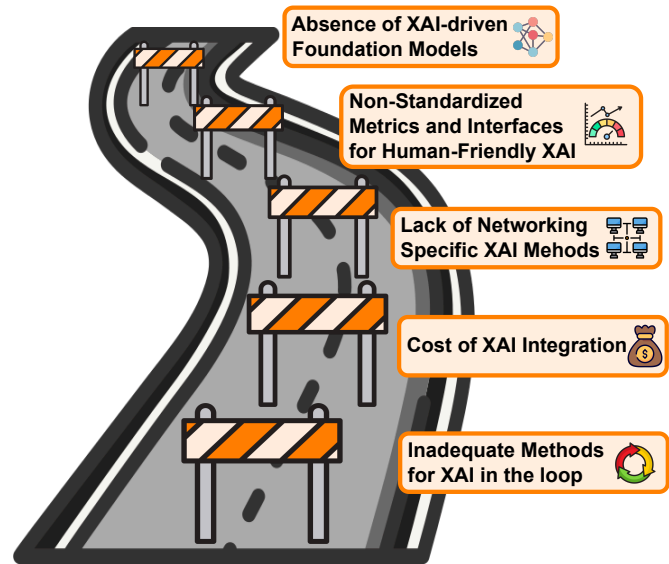 Absence of XAI-driven
Foundation Models
Non-Standardized
Metrics and Interfaces
for Human-Friendly XAI
Lack of Networking
Specific XAI Mehods
Cost of XAI Integration
$
Inadequate Methods
for XAI in the loop